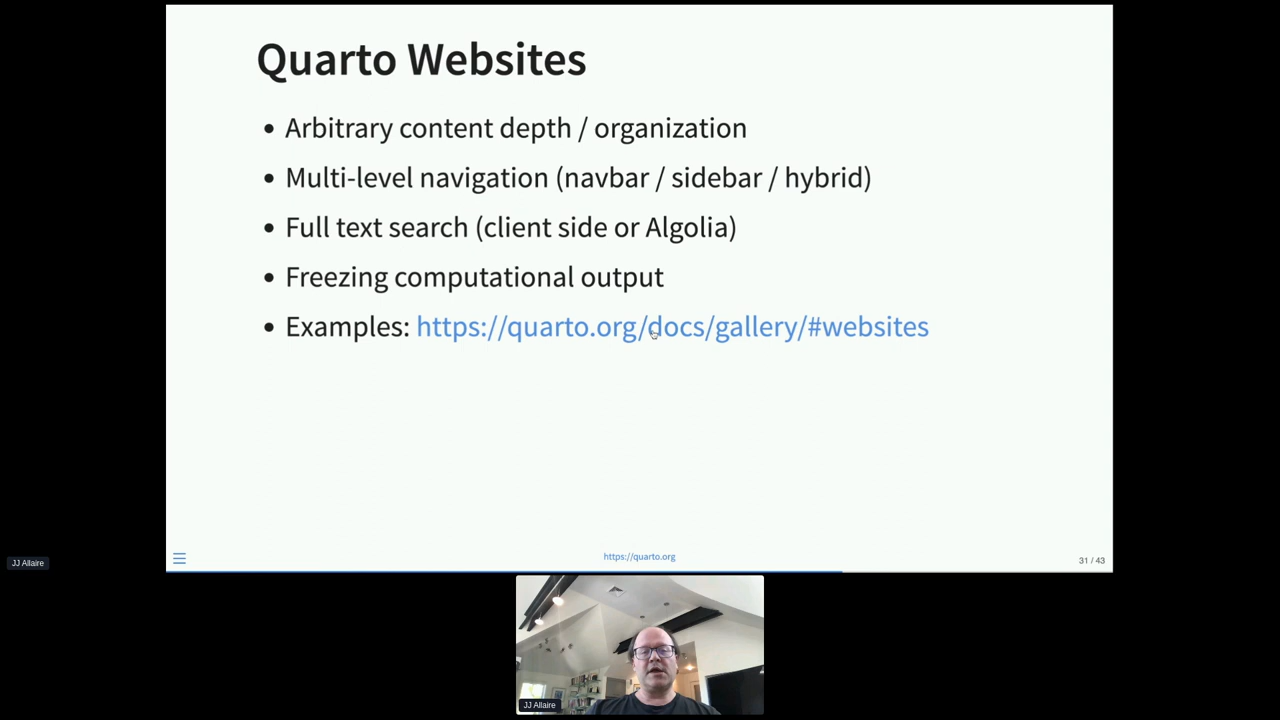 Quarto Websites
Arbitrary content depth / organization
Multi-level navigation (navbar / sidebar / hybrid)
Full text search (client side or Algolia)
Freezing computational output
Examples: https://quarto.org/docs/gallery/#websites
https://quarto.org
31 / 43
JJ Allaire
JJ Allaire